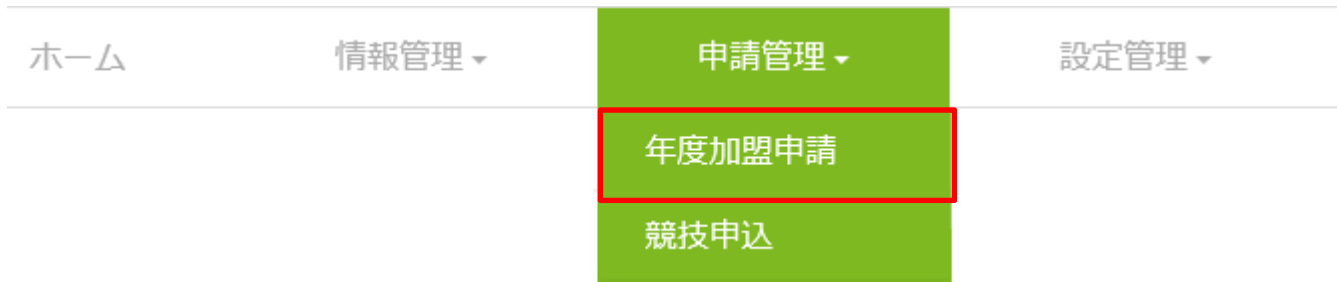 ホーム 情報管理 申請管理 設定管理
年度加盟申請
競技申込